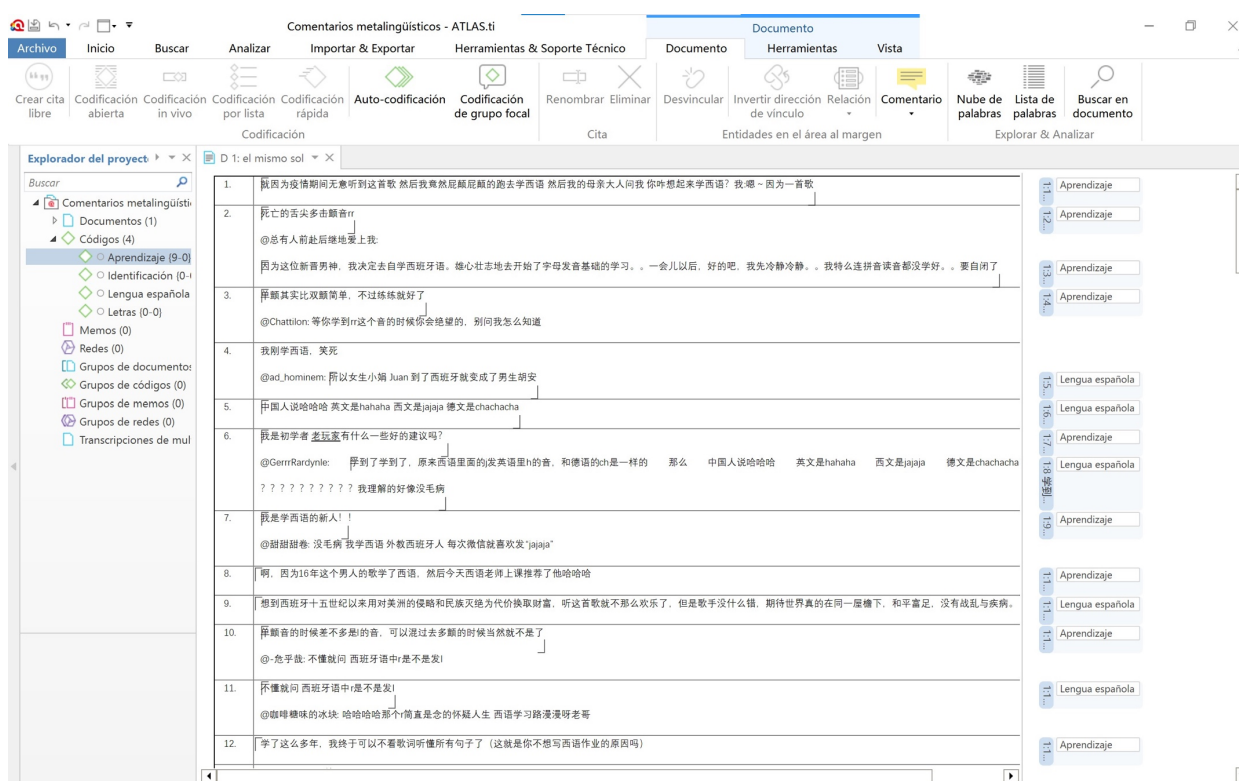 Comentarios metalingüísticos - ATLAS.ti
Documento
Archivo Inicio Buscar Analizar Importar & Exportar Herramientas & Soporte Técnico Documento Herramientas Vista
Crear cita libre
Codificación abierta
Codificación in vivo
Codificación por lista
Codificación rápida
Auto-codificación
Codificación de grupo focal
Renombrar
Eliminar
Desvincular
Invertir dirección de vínculo
Relación
Comentario
Nube de palabras
Lista de palabras
Buscar en documento
Codificación
Cita
Entidades en el área al margen
Explorar & Analizar
Explorador del proyect
D 1: el mismo sol
Buscar
Comentarios metalingüísti
Documentos (1)
Códigos (4)
Aprendizaje (9-0)
Identificación (0-
Lengua española
Letras (0-0)
Memos (0)
Redes (0)
Grupos de documento
Grupos de códigos (0)
Grupos de memos (0)
Grupos de redes (0)
Transcripciones de mul
1. 就因为疫情期间无意听到这首歌 然后我竟然屁颠屁颠的跑去学西语 然后我的母亲大人问我 你咋想起来学西语？我:嗯 ~ 因为一首歌
1:1... Aprendizaje
2. 死亡的舌尖多击颤音rr
1:2... Aprendizaje
@总有人前赴后继地爱上我:
因为这位新晋男神，我决定去自学西班牙语。雄心壮志地去开始了字母发音基础的学习。。一会儿以后，好的吧，我先冷静冷静。。我特么连拼音读音都没学好。。要自闭了
1:3... Aprendizaje
3. 单颤其实比双颤简单，不过练练就好了
1:4... Aprendizaje
@Chattilon: 等你学到rr这个音的时候你会绝望的，别问我怎么知道
4. 我刚学西语，笑死
@ad_hominem: 所以女生小娟 Juan 到了西班牙就变成了男生胡安
1:5... Lengua española
5. 中国人说哈哈哈 英文是hahaha 西文是jajaja 德文是chachacha
1:6... Lengua española
6. 我是初学者 老玩家有什么一些好的建议吗？
1:7... Aprendizaje
@GerrrRardynle: 学到了学到了，原来西语里面的j发英语里h的音，和德语的ch是一样的 那么 中国人说哈哈哈 英文是hahaha 西文是jajaja 德文是chachacha
1:8 学到... Lengua española
？？？？？？？？？？我理解的好像没毛病
7. 我是学西语的新人！！
1:9... Aprendizaje
@甜甜甜卷: 没毛病 我学西语 外教西班牙人 每次微信就喜欢发“jajaja”
8. 啊，因为16年这个男人的歌学了西语，然后今天西语老师上课推荐了他哈哈哈
1:1... Aprendizaje
9. 想到西班牙十五世纪以来用对美洲的侵略和民族灭绝为代价换取财富，听这首歌就不那么欢乐了，但是歌手没什么错，期待世界真的在同一屋檐下，和平富足，没有战乱与疾病。
1:1... Lengua española
10. 单颤音的时候差不多是l的音，可以混过去多颤的时候当然就不是了
1:1... Aprendizaje
@-危乎哉: 不懂就问 西班牙语中r是不是发l
11. 不懂就问 西班牙语中r是不是发l
1:1... Lengua española
@咖啡糖味的冰块: 哈哈哈哈那个r简直是念的怀疑人生 西语学习路漫漫呀老哥
12. 学了这么多年，我终于可以不看歌词听懂所有句子了（这就是你不想写西语作业的原因吗）
1:1... Aprendizaje